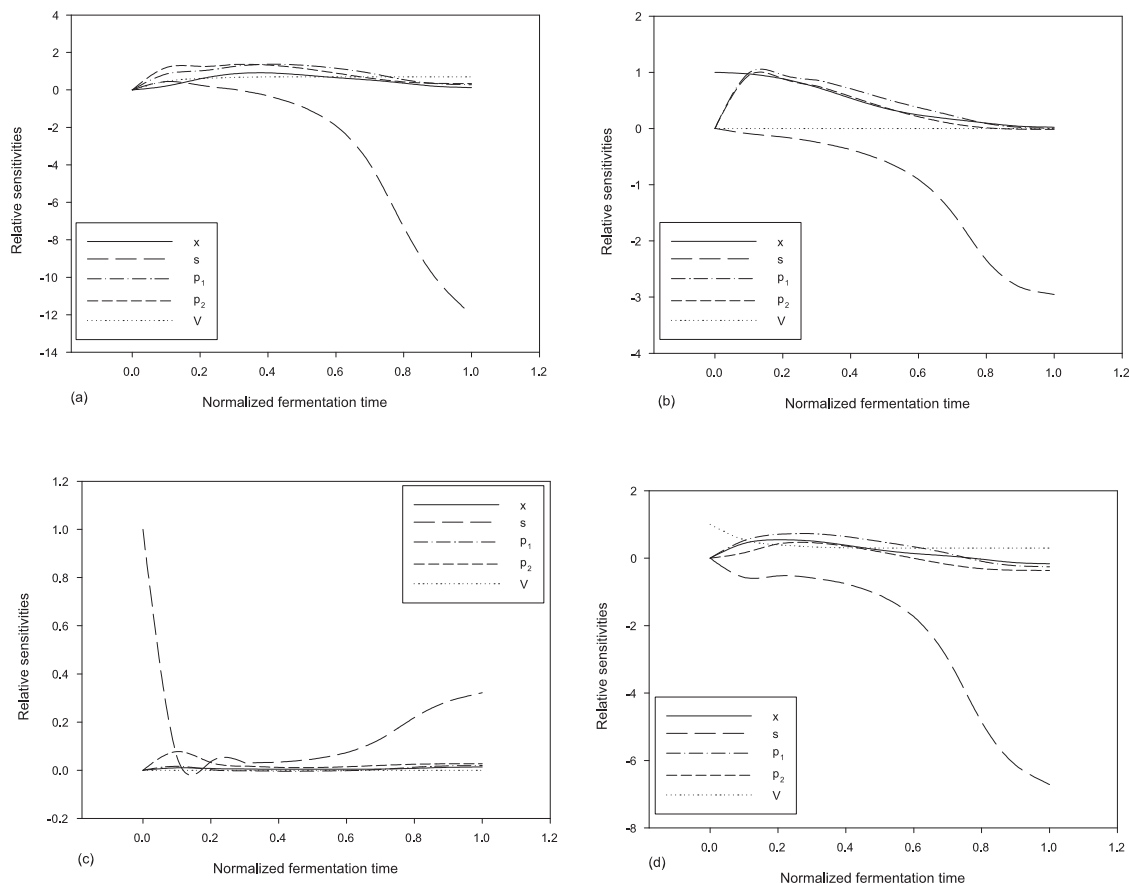 4
2
0
-2
-4
-6
-8
-10
-12
-14
Relative sensitivities
x
s
p1
p2
V
0.0 0.2 0.4 0.6 0.8 1.0 1.2
(a)
Normalized fermentation time
2
1
0
-1
-2
-3
-4
Relative sensitivities
x
s
p1
p2
V
0.0 0.2 0.4 0.6 0.8 1.0 1.2
(b)
Normalized fermentation time
1.2
1.0
0.8
0.6
0.4
0.2
0.0
-0.2
Relative sensitivities
x
s
p1
p2
V
0.0 0.2 0.4 0.6 0.8 1.0 1.2
(c)
Normalized fermentation time
2
0
-2
-4
-6
-8
Relative sensitivities
x
s
p1
p2
V
0.0 0.2 0.4 0.6 0.8 1.0 1.2
(d)
Normalized fermentation time